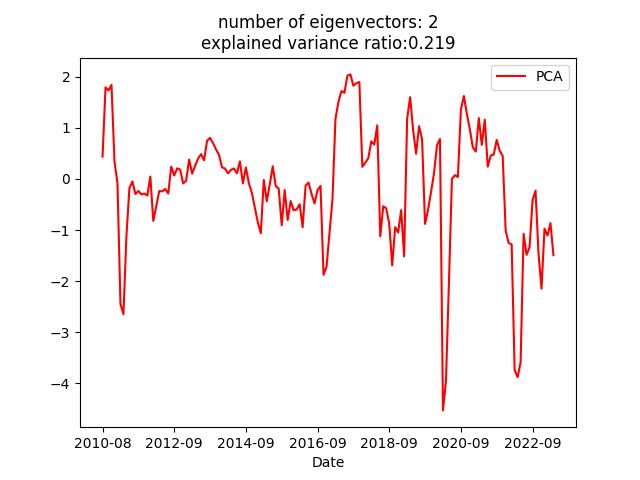 number of eigenvectors: 2
explained variance ratio:0.219
PCA
2
1
0
−1
−2
−3
−4
2010-08 2012-09 2014-09 2016-09 2018-09 2020-09 2022-09
Date